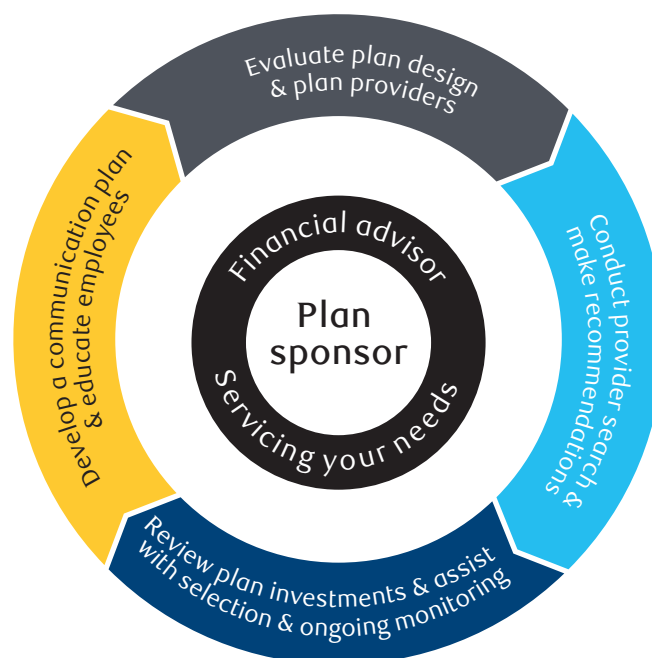 Evaluate plan design
& plan providers
Conduct provider search &
make recommendations
Review plan investments & assist
with selection & ongoing monitoring
Develop a communication plan
& educate employees
Financial advisor
Plan
sponsor
Servicing your needs